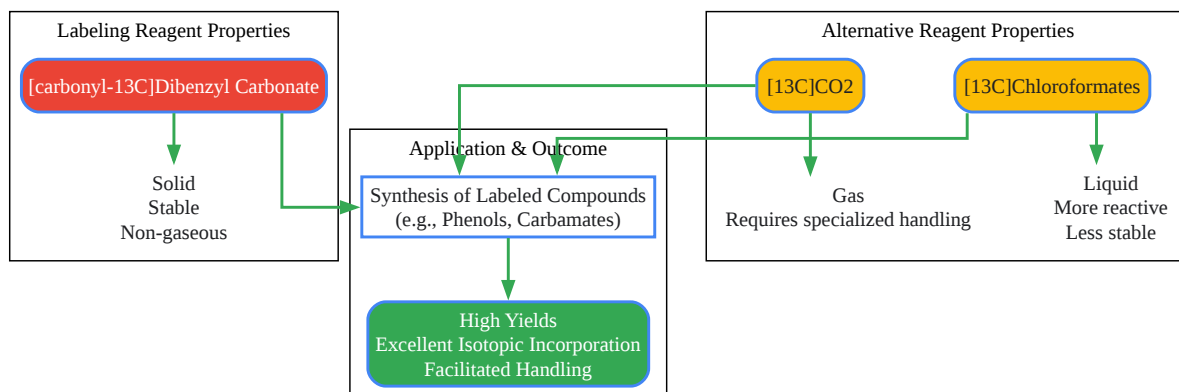 Labeling Reagent Properties
[carbonyl-13C]Dibenzyl Carbonate
Solid
Stable
Non-gaseous
Application & Outcome
Synthesis of Labeled Compounds
(e.g., Phenols, Carbamates)
High Yields
Excellent Isotopic Incorporation
Facilitated Handling
Alternative Reagent Properties
[13C]CO2
[13C]Chloroformates
Gas
Requires specialized handling
Liquid
More reactive
Less stable